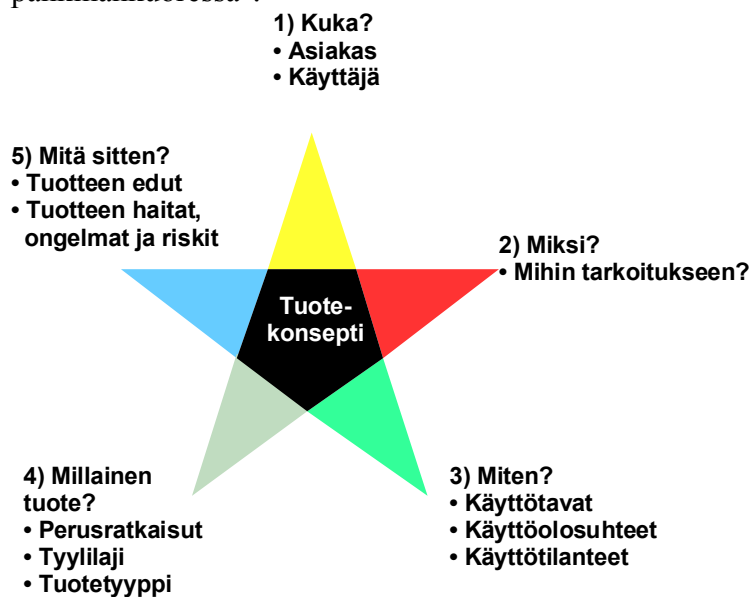 1) Kuka?
• Asiakas
• Käyttäjä
5) Mitä sitten?
• Tuotteen edut
• Tuotteen haitat,
ongelmat ja riskit
2) Miksi?
• Mihin tarkoitukseen?
Tuote-
konsepti
4) Millainen
tuote?
• Perusratkaisut
• Tyylilaji
• Tuotetyyppi
3) Miten?
• Käyttötavat
• Käyttöolosuhteet
• Käyttötilanteet